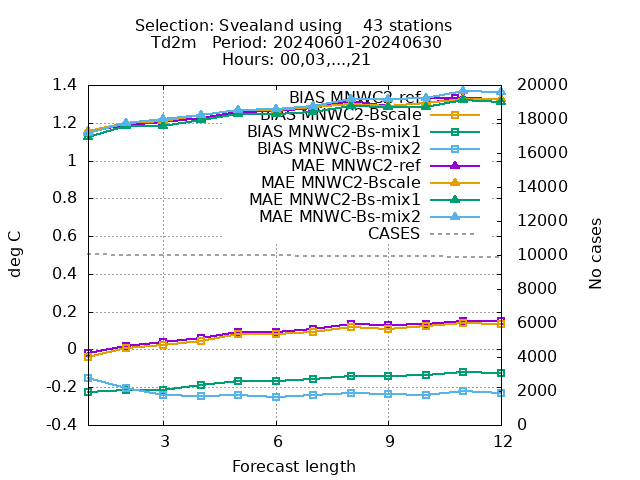 Selection: Svealand using    43 stations
Td2m   Period: 20240601-20240630
Hours: 00,03,...,21
1.4
1.2
1
0.8
0.6
0.4
0.2
0
-0.2
-0.4
deg C
BIAS MNWC2-ref
BIAS MNWC2-Bscale
BIAS MNWC2-Bs-mix1
BIAS MNWC-Bs-mix2
MAE MNWC2-ref
MAE MNWC2-Bscale
MAE MNWC2-Bs-mix1
MAE MNWC-Bs-mix2
CASES
20000
18000
16000
14000
12000
10000
8000
6000
4000
2000
0
No cases
3 6 9 12
Forecast length